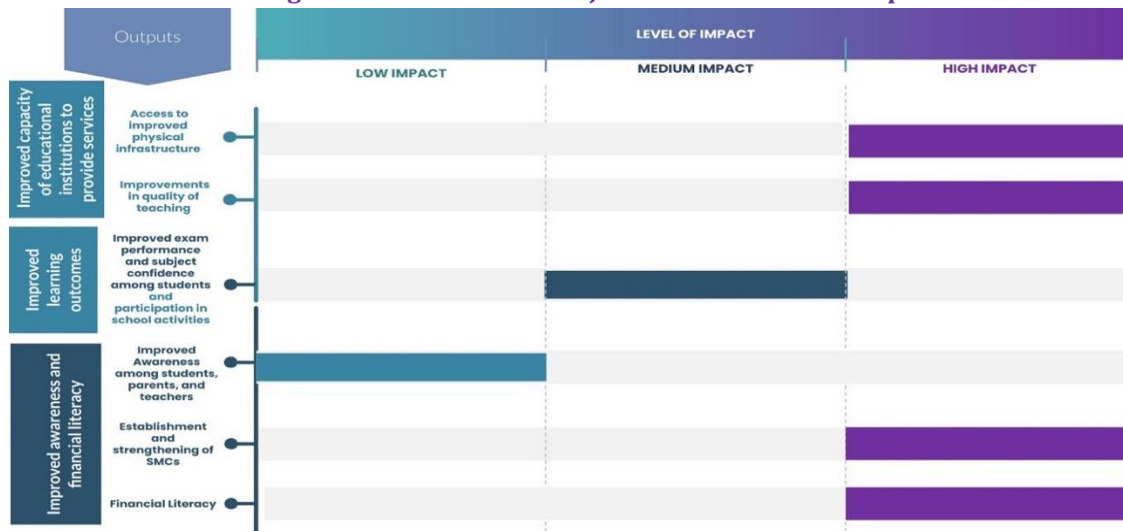 Outputs
LEVEL OF IMPACT
LOW IMPACT
MEDIUM IMPACT
HIGH IMPACT
Improved capacity
of educational
institutions to
provide services
Access to
improved
physical
infrastructure
Improvements
in quality of
teaching
Improved
learning
outcomes
Improved exam
performance
and subject
confidence
among students
and
participation in
school activities
Improved awareness and
financial literacy
Improved
Awareness
among students,
parents, and
teachers
Establishment
and
strengthening of
SMCs
Financial Literacy